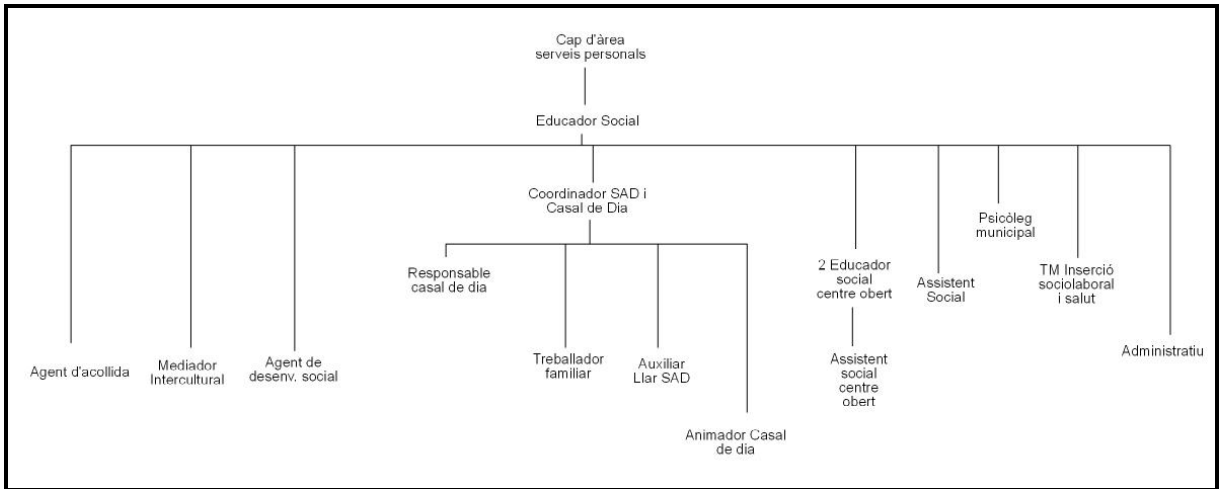 Cap d'àrea
serveis personals
Educador Social
Coordinador SAD i
Casal de Dia
Psicòleg
municipal
Responsable
casal de dia
2 Educador
social
centre obert
Assistent
Social
TM Inserció
sociolaboral
i salut
Agent d'acollida
Mediador
Intercultural
Agent de
desenv. social
Treballador
familiar
Auxiliar
Llar SAD
Assistent
social
centre
obert
Administratiu
Animador Casal
de dia